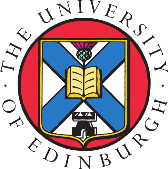 · THE UNIVERSITY ·
OF EDINBURGH